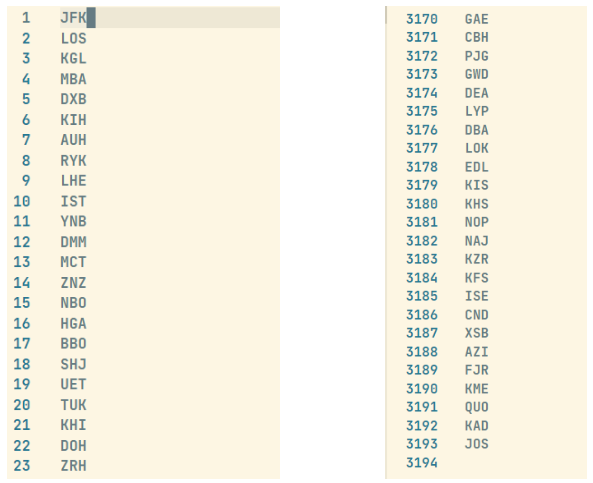 1 JFK
2 LOS
3 KGL
4 MBA
5 DXB
6 KIH
7 AUH
8 RYK
9 LHE
10 IST
11 YNB
12 DMM
13 MCT
14 ZNZ
15 NBO
16 HGA
17 BBO
18 SHJ
19 UET
20 TUK
21 KHI
22 DOH
23 ZRH
3170 GAE
3171 CBH
3172 PJG
3173 GWD
3174 DEA
3175 LYP
3176 DBA
3177 LOK
3178 EDL
3179 KIS
3180 KHS
3181 NOP
3182 NAJ
3183 KZR
3184 KFS
3185 ISE
3186 CND
3187 XSB
3188 AZI
3189 FJR
3190 KME
3191 QUO
3192 KAD
3193 JOS
3194